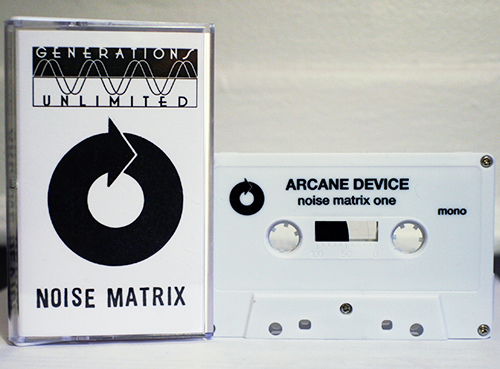 GENERATIONS
UNLIMITED
NOISE MATRIX
ARCANE DEVICE
noise matrix one
mono